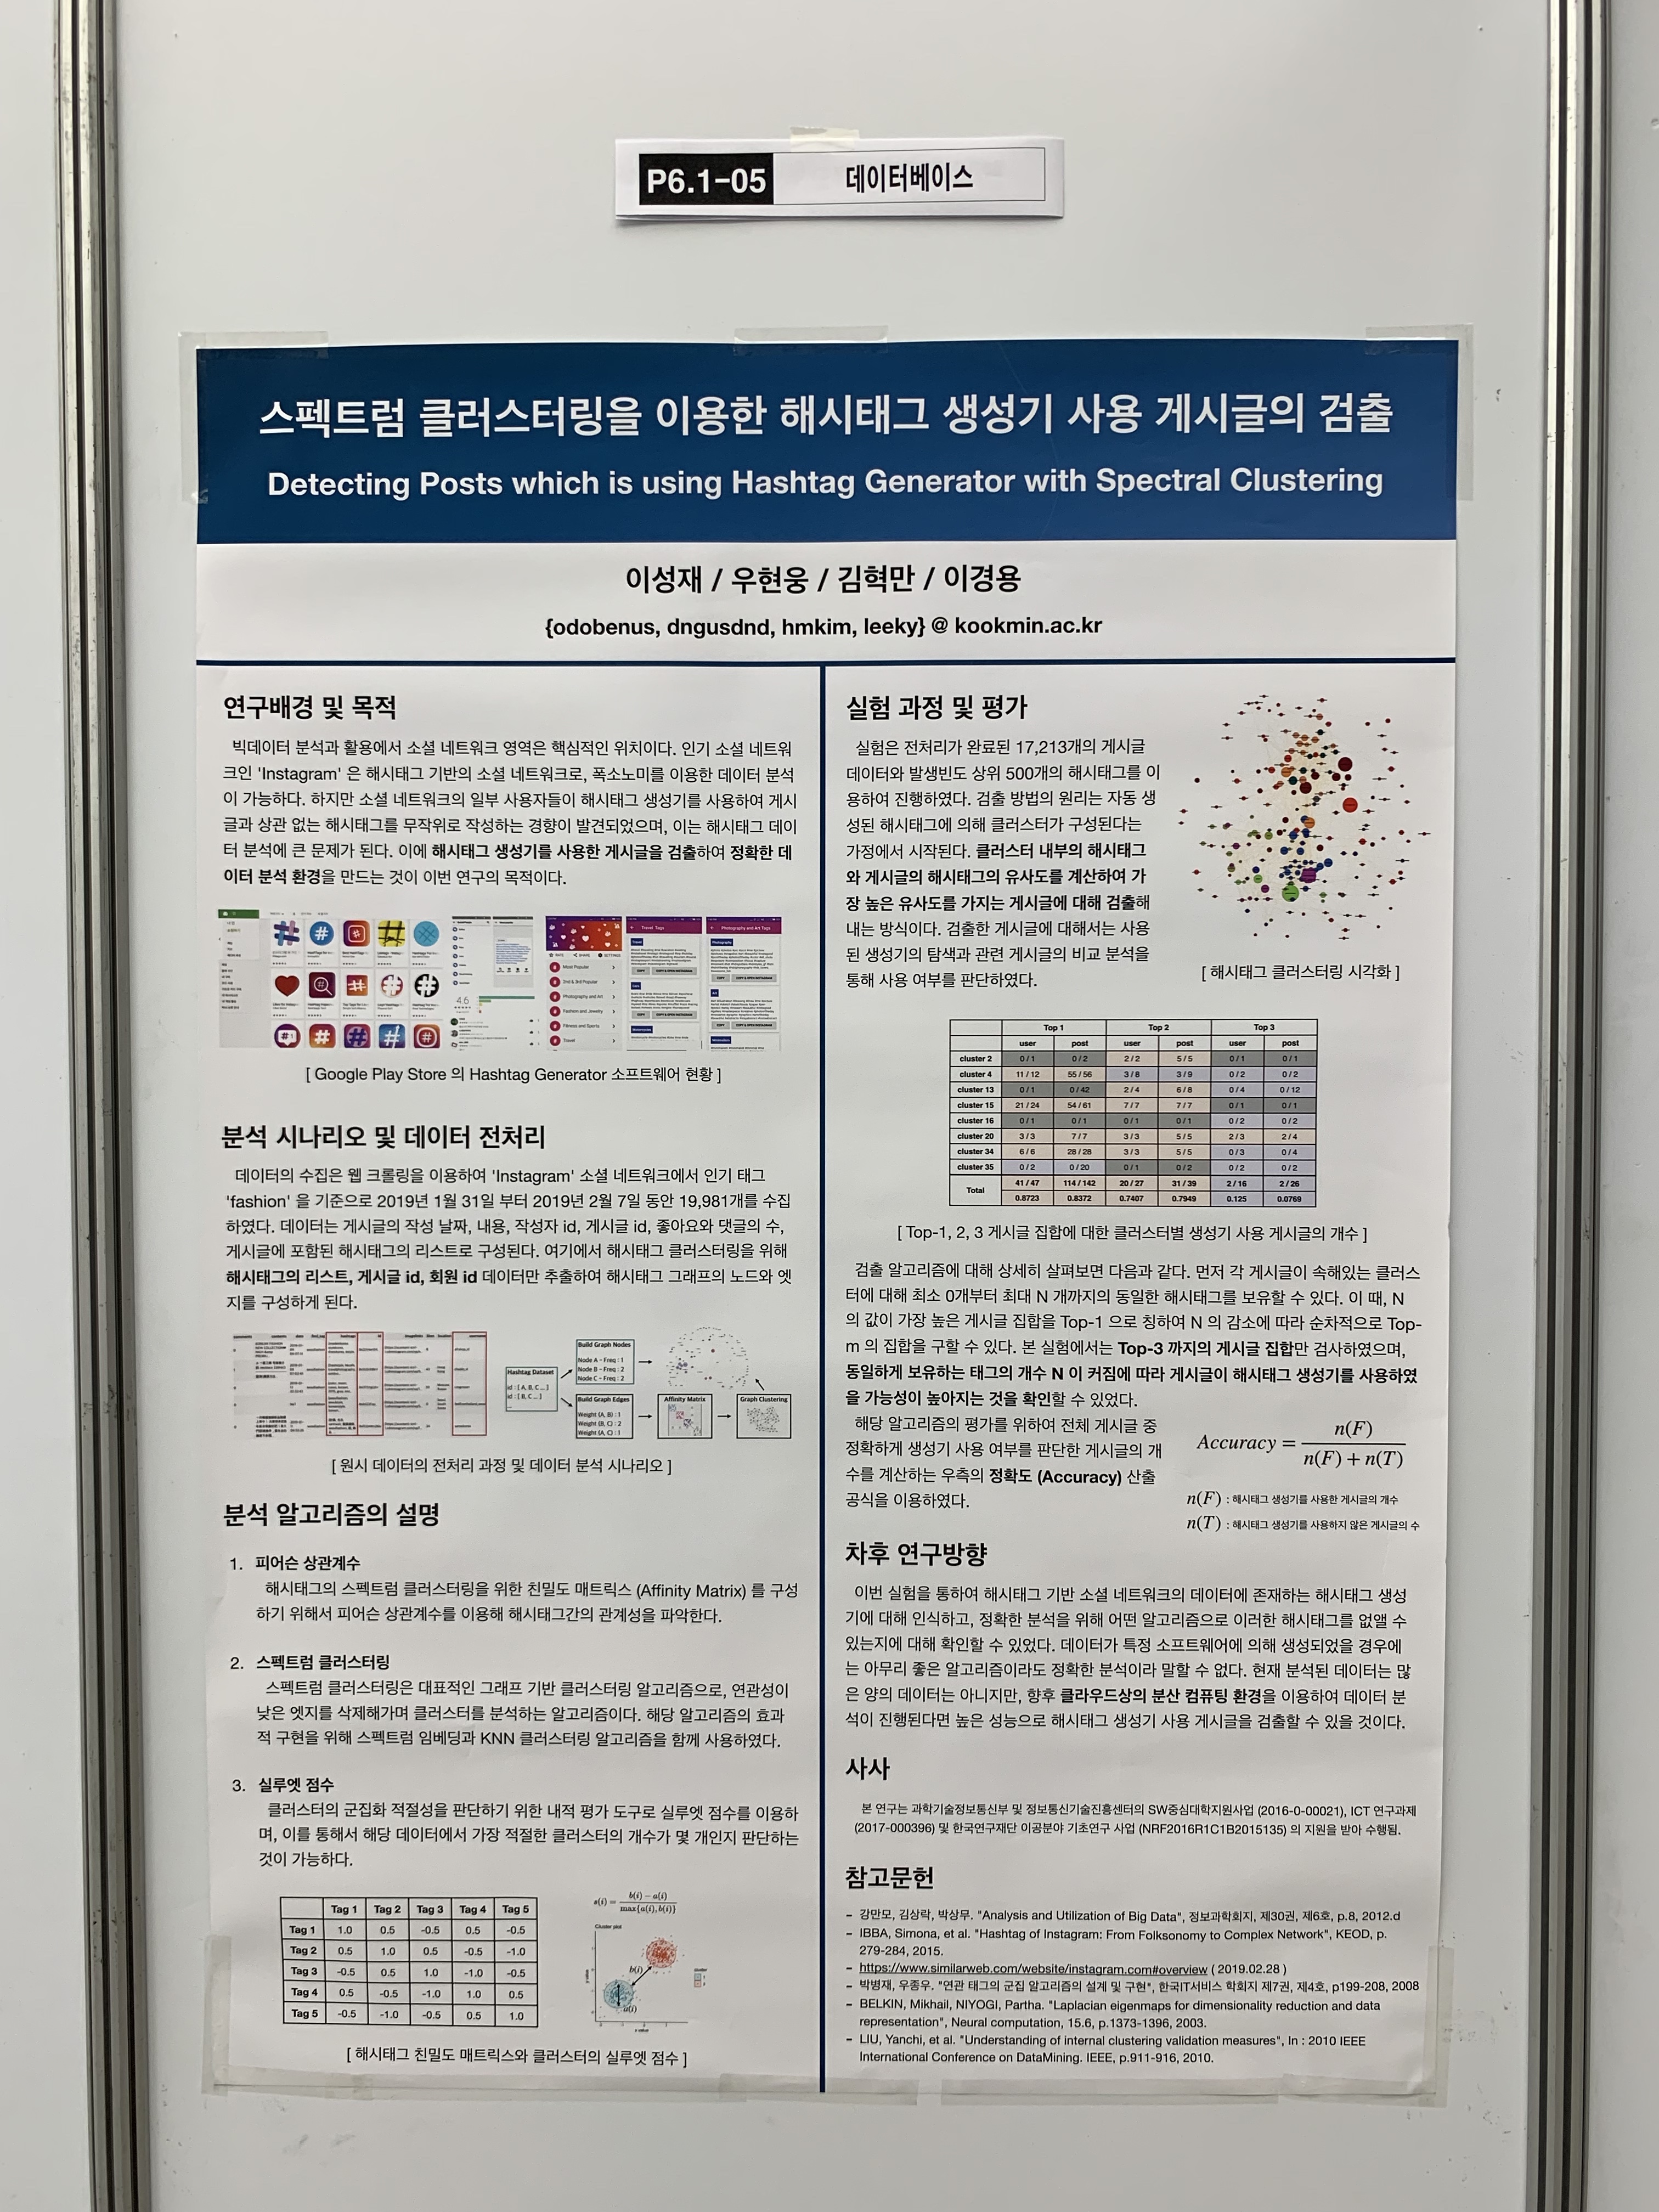 P6.1-05 데이터베이스
스펙트럼 클러스터링을 이용한 해시태그 생성기 사용 게시글의 검출
Detecting Posts which is using Hashtag Generator with Spectral Clustering
이성재 / 우현웅 / 김혁만 / 이경용
{odobenus, dngusdnd, hmkim, leeky} @ kookmin.ac.kr
연구배경 및 목적
빅데이터 분석과 활용에서 소셜 네트워크 영역은 핵심적인 위치이다. 인기 소셜 네트워
크인 'Instagram' 은 해시태그 기반의 소셜 네트워크로, 폭소노미를 이용한 데이터 분석
이 가능하다. 하지만 소셜 네트워크의 일부 사용자들이 해시태그 생성기를 사용하여 게시
글과 상관 없는 해시태그를 무작위로 작성하는 경향이 발견되었으며, 이는 해시태그 데이
터 분석에 큰 문제가 된다. 이에 해시태그 생성기를 사용한 게시글을 검출하여 정확한 데
이터 분석 환경을 만드는 것이 이번 연구의 목적이다.
4.6
Travel Tags
Photography and Art Tags
RATE SHARE SETTINGS
Most Popular
2nd & 3rd Popular
Photography and Art
Fashion and Jewelry
Fitness and Sports
Travel
[ Google Play Store 의 Hashtag Generator 소프트웨어 현황 ]
분석 시나리오 및 데이터 전처리
데이터의 수집은 웹 크롤링을 이용하여 'Instagram' 소셜 네트워크에서 인기 태그
'fashion' 을 기준으로 2019년 1월 31일 부터 2019년 2월 7일 동안 19,981개를 수집
하였다. 데이터는 게시글의 작성 날짜, 내용, 작성자 id, 게시글 id, 좋아요와 댓글의 수,
게시글에 포함된 해시태그의 리스트로 구성된다. 여기에서 해시태그 클러스터링을 위해
해시태그의 리스트, 게시글 id, 회원 id 데이터만 추출하여 해시태그 그래프의 노드와 엣
지를 구성하게 된다.
Hashtag Dataset
id : [ A, B, C ... ]
id : [ B, C ... ]
...
Build Graph Nodes
Node A - Freq : 1
Node B - Freq : 2
Node C - Freq : 2
Build Graph Edges
Weight (A, B) : 1
Weight (B, C) : 2
Weight (A, C) : 1
Affinity Matrix
Graph Clustering
[ 원시 데이터의 전처리 과정 및 데이터 분석 시나리오 ]
분석 알고리즘의 설명
1. 피어슨 상관계수
해시태그의 스펙트럼 클러스터링을 위한 친밀도 매트릭스 (Affinity Matrix) 를 구성
하기 위해서 피어슨 상관계수를 이용해 해시태그간의 관계성을 파악한다.
2. 스펙트럼 클러스터링
스펙트럼 클러스터링은 대표적인 그래프 기반 클러스터링 알고리즘으로, 연관성이
낮은 엣지를 삭제해가며 클러스터를 분석하는 알고리즘이다. 해당 알고리즘의 효과
적 구현을 위해 스펙트럼 임베딩과 KNN 클러스터링 알고리즘을 함께 사용하였다.
3. 실루엣 점수
클러스터의 군집화 적절성을 판단하기 위한 내적 평가 도구로 실루엣 점수를 이용하
며, 이를 통해서 해당 데이터에서 가장 적절한 클러스터의 개수가 몇 개인지 판단하는
것이 가능하다.
Tag 1 Tag 2 Tag 3 Tag 4 Tag 5
Tag 1 1.0 0.5 -0.5 0.5 -0.5
Tag 2 0.5 1.0 0.5 -0.5 -1.0
Tag 3 -0.5 0.5 1.0 -1.0 -0.5
Tag 4 0.5 -0.5 -1.0 1.0 0.5
Tag 5 -0.5 -1.0 -0.5 0.5 1.0
s(i) = b(i) − a(i) / max{a(i), b(i)}
Cluster plot
b(i)
a(i)
x value
[ 해시태그 친밀도 매트릭스와 클러스터의 실루엣 점수 ]
실험 과정 및 평가
실험은 전처리가 완료된 17,213개의 게시글
데이터와 발생빈도 상위 500개의 해시태그를 이
용하여 진행하였다. 검출 방법의 원리는 자동 생
성된 해시태그에 의해 클러스터가 구성된다는
가정에서 시작된다. 클러스터 내부의 해시태그
와 게시글의 해시태그의 유사도를 계산하여 가
장 높은 유사도를 가지는 게시글에 대해 검출해
내는 방식이다. 검출한 게시글에 대해서는 사용
된 생성기의 탐색과 관련 게시글의 비교 분석을
통해 사용 여부를 판단하였다.
[ 해시태그 클러스터링 시각화 ]
Top 1 Top 2 Top 3
user post user post user post
cluster 2 0 / 1 0 / 2 2 / 2 5 / 5 0 / 1 0 / 1
cluster 4 11 / 12 55 / 56 3 / 8 3 / 9 0 / 2 0 / 2
cluster 13 0 / 1 0 / 42 2 / 4 6 / 8 0 / 4 0 / 12
cluster 15 21 / 24 54 / 61 7 / 7 7 / 7 0 / 1 0 / 1
cluster 16 0 / 1 0 / 1 0 / 1 0 / 1 0 / 2 0 / 2
cluster 20 3 / 3 7 / 7 3 / 3 5 / 5 2 / 3 2 / 4
cluster 34 6 / 6 28 / 28 3 / 3 5 / 5 0 / 3 0 / 4
cluster 35 0 / 2 0 / 20 0 / 1 0 / 2 0 / 2 0 / 2
Total 41 / 47 114 / 142 20 / 27 31 / 39 2 / 16 2 / 26
0.8723 0.8372 0.7407 0.7949 0.125 0.0769
[ Top-1, 2, 3 게시글 집합에 대한 클러스터별 생성기 사용 게시글의 개수 ]
검출 알고리즘에 대해 상세히 살펴보면 다음과 같다. 먼저 각 게시글이 속해있는 클러스
터에 대해 최소 0개부터 최대 N 개까지의 동일한 해시태그를 보유할 수 있다. 이 때, N
의 값이 가장 높은 게시글 집합을 Top-1 으로 칭하여 N 의 감소에 따라 순차적으로 Top-
m 의 집합을 구할 수 있다. 본 실험에서는 Top-3 까지의 게시글 집합만 검사하였으며,
동일하게 보유하는 태그의 개수 N 이 커짐에 따라 게시글이 해시태그 생성기를 사용하였
을 가능성이 높아지는 것을 확인할 수 있었다.
해당 알고리즘의 평가를 위하여 전체 게시글 중
정확하게 생성기 사용 여부를 판단한 게시글의 개
수를 계산하는 우측의 정확도 (Accuracy) 산출
공식을 이용하였다.
Accuracy = n(F) / n(F) + n(T)
n(F) : 해시태그 생성기를 사용한 게시글의 개수
n(T) : 해시태그 생성기를 사용하지 않은 게시글의 수
차후 연구방향
이번 실험을 통하여 해시태그 기반 소셜 네트워크의 데이터에 존재하는 해시태그 생성
기에 대해 인식하고, 정확한 분석을 위해 어떤 알고리즘으로 이러한 해시태그를 없앨 수
있는지에 대해 확인할 수 있었다. 데이터가 특정 소프트웨어에 의해 생성되었을 경우에
는 아무리 좋은 알고리즘이라도 정확한 분석이라 말할 수 없다. 현재 분석된 데이터는 많
은 양의 데이터는 아니지만, 향후 클라우드상의 분산 컴퓨팅 환경을 이용하여 데이터 분
석이 진행된다면 높은 성능으로 해시태그 생성기 사용 게시글을 검출할 수 있을 것이다.
사사
본 연구는 과학기술정보통신부 및 정보통신기술진흥센터의 SW중심대학지원사업 (2016-0-00021), ICT 연구과제
(2017-000396) 및 한국연구재단 이공분야 기초연구 사업 (NRF2016R1C1B2015135) 의 지원을 받아 수행됨.
참고문헌
– 강만모, 김상락, 박상무. "Analysis and Utilization of Big Data", 정보과학회지, 제30권, 제6호, p.8, 2012.d
– IBBA, Simona, et al. "Hashtag of Instagram: From Folksonomy to Complex Network", KEOD, p.
279-284, 2015.
– https://www.similarweb.com/website/instagram.com#overview ( 2019.02.28 )
– 박병재, 우종우. "연관 태그의 군집 알고리즘의 설계 및 구현", 한국IT서비스 학회지 제7권, 제4호, p199-208, 2008
– BELKIN, Mikhail, NIYOGI, Partha. "Laplacian eigenmaps for dimensionality reduction and data
representation", Neural computation, 15.6, p.1373-1396, 2003.
– LIU, Yanchi, et al. "Understanding of internal clustering validation measures", In : 2010 IEEE
International Conference on DataMining. IEEE, p.911-916, 2010.